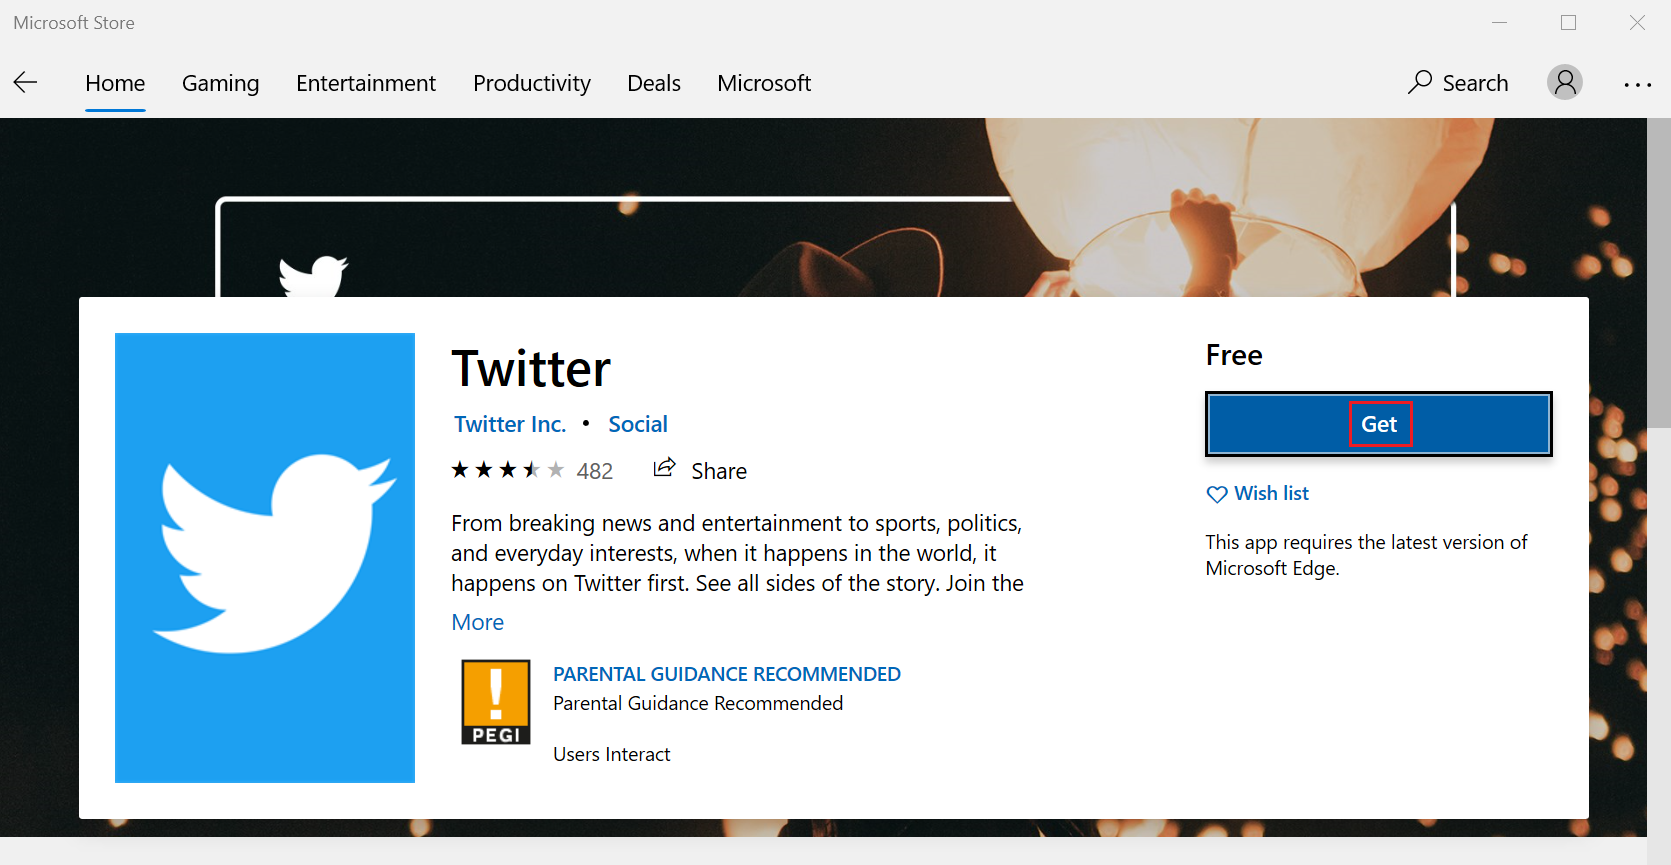 Microsoft Store
Home Gaming Entertainment Productivity Deals Microsoft Search
Twitter
Twitter Inc. • Social
482 Share
From breaking news and entertainment to sports, politics,
and everyday interests, when it happens in the world, it
happens on Twitter first. See all sides of the story. Join the
More
PEGI
PARENTAL GUIDANCE RECOMMENDED
Parental Guidance Recommended
Users Interact
Free
Get
Wish list
This app requires the latest version of
Microsoft Edge.